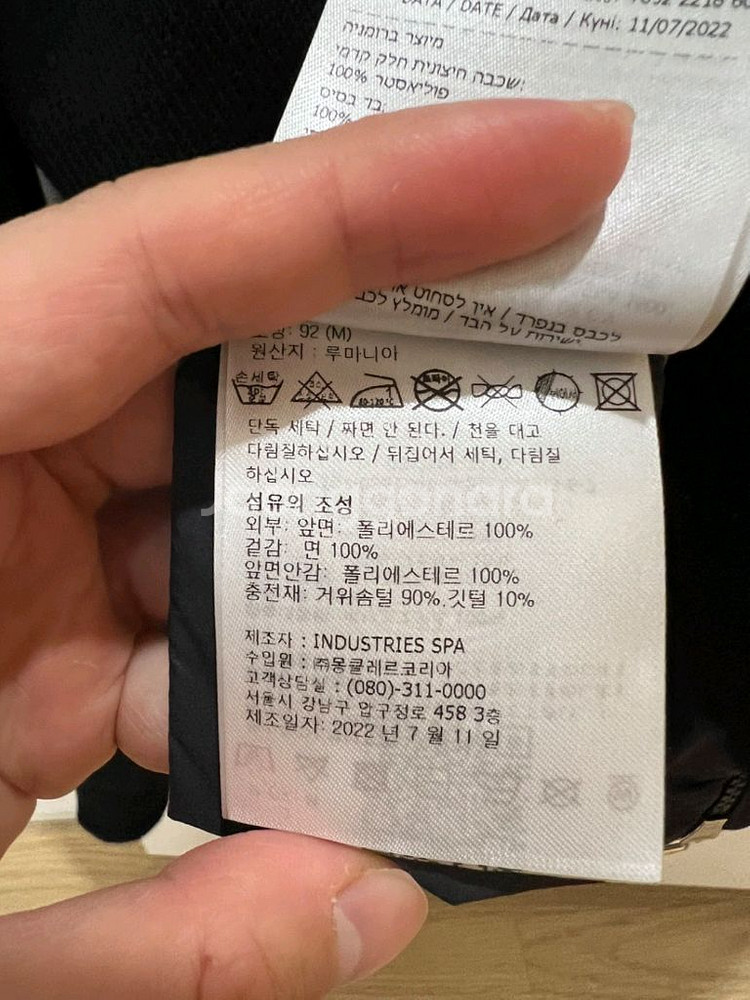 DATA / DATE / Дата / Күні: 11/07/2022
מיוצר ברומניה
שכבה חיצונית חלק קדמי:
100% פוליאסטר
בד בסיס
100%
לכבס בנפרד / אין לסחוט או
ישירות על הבד / מומלץ לכב
92 (M)
원산지 : 루마니아
손세탁
80-120°C
드라이
단독 세탁 / 짜면 안 된다. / 천을 대고
다림질하십시오 / 뒤집어서 세탁, 다림질
하십시오
섬유의 조성
외부: 앞면: 폴리에스테르 100%
겉감: 면 100%
앞면안감: 폴리에스테르 100%
충전재: 거위솜털 90%.깃털 10%
제조자 : INDUSTRIES SPA
수입원 : ㈜몽클레르코리아
고객상담실 : (080)-311-0000
서울시 강남구 압구정로 458 3층
제조일자: 2022 년 7 월 11 일